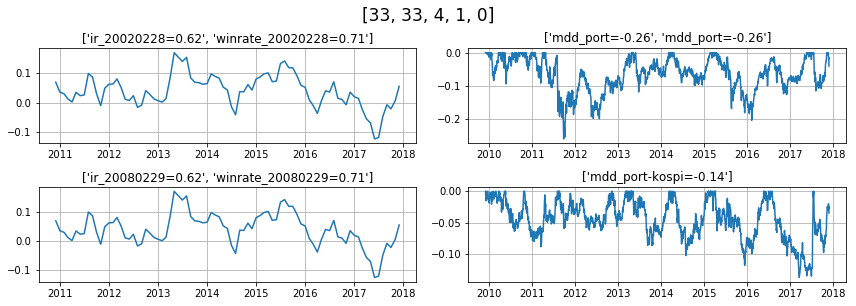 [33, 33, 4, 1, 0]
['ir_20020228=0.62', 'winrate_20020228=0.71']
0.1
0.0
−0.1
2011 2012 2013 2014 2015 2016 2017 2018
['mdd_port=-0.26', 'mdd_port=-0.26']
0.0
−0.1
−0.2
2010 2011 2012 2013 2014 2015 2016 2017 2018
['ir_20080229=0.62', 'winrate_20080229=0.71']
0.1
0.0
−0.1
2011 2012 2013 2014 2015 2016 2017 2018
['mdd_port-kospi=-0.14']
0.00
−0.05
−0.10
2010 2011 2012 2013 2014 2015 2016 2017 2018